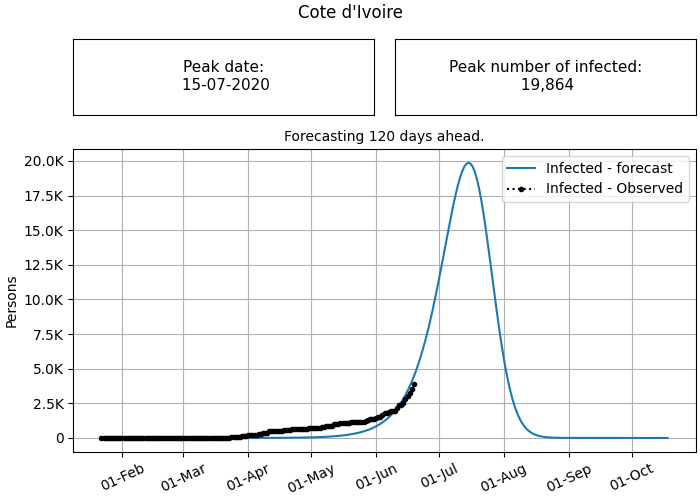 Cote d'Ivoire
Peak date:
15-07-2020
Peak number of infected:
19,864
Forecasting 120 days ahead.
Infected - forecast
Infected - Observed
Persons
20.0K
17.5K
15.0K
12.5K
10.0K
7.5K
5.0K
2.5K
0
01-Feb
01-Mar
01-Apr
01-May
01-Jun
01-Jul
01-Aug
01-Sep
01-Oct